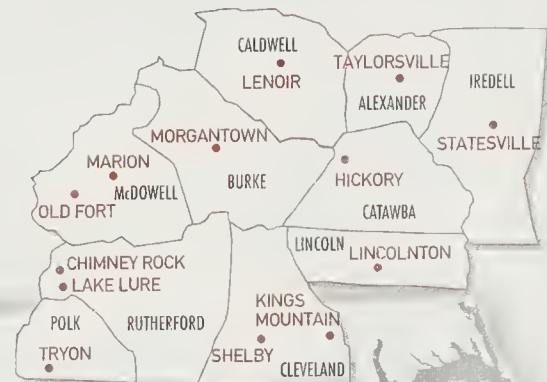 CALDWELL
LENOIR
TAYLORSVILLE
ALEXANDER
IREDELL
STATESVILLE
MORGANTOWN
BURKE
MARION
McDOWELL
OLD FORT
HICKORY
CATAWBA
LINCOLN
LINCOLNTON
CHIMNEY ROCK
LAKE LURE
POLK
RUTHERFORD
TRYON
KINGS
MOUNTAIN
SHELBY
CLEVELAND